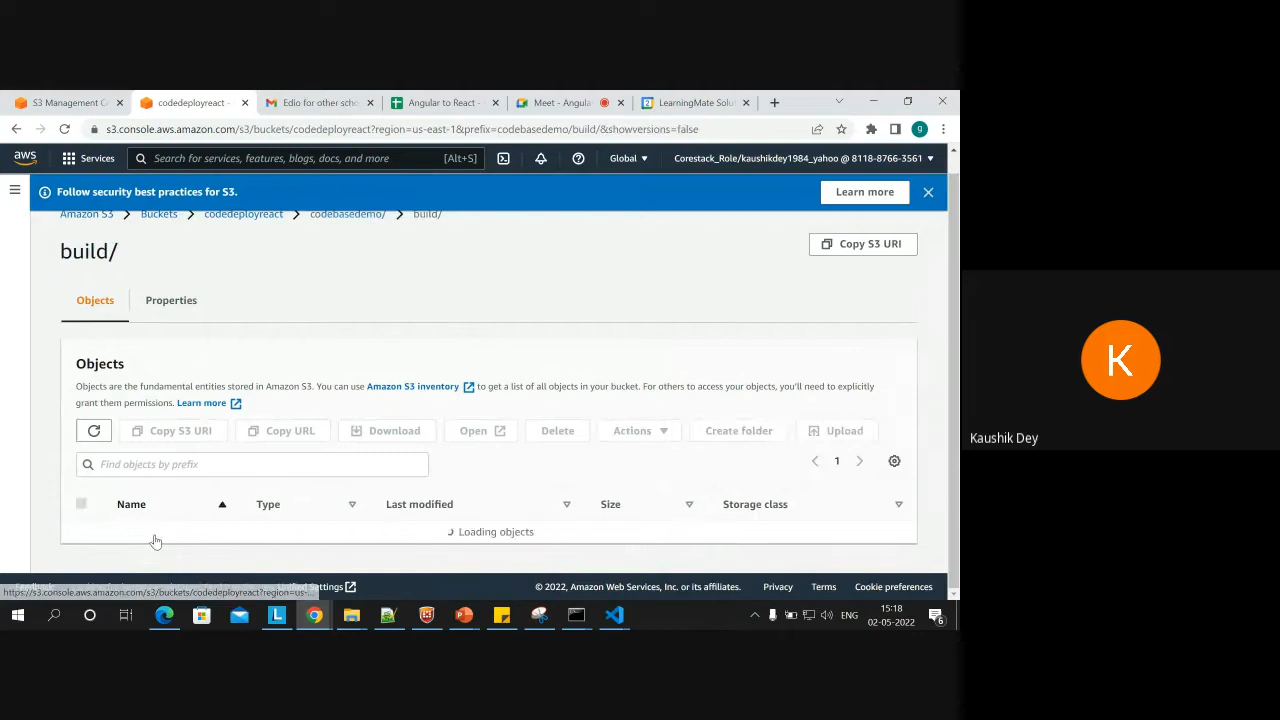 S3 Management C
codedeployreact -
Edio for other scho
Angular to React -
Meet - Angula
LearningMate Solut
s3.console.aws.amazon.com/s3/buckets/codedeployreact?region=us-east-1&prefix=codebasedemo/build/&showversions=false
g
aws
Services
Search for services, features, blogs, docs, and more
[Alt+S]
Global
Corestack_Role/kaushikdey1984_yahoo @ 8118-8766-3561
Follow security best practices for S3.
Learn more
Amazon S3
Buckets
codedeployreact
codebasedemo/
build/
build/
Copy S3 URI
Objects
Properties
Objects
Objects are the fundamental entities stored in Amazon S3. You can use Amazon S3 inventory to get a list of all objects in your bucket. For others to access your objects, you'll need to explicitly
grant them permissions. Learn more
Copy S3 URI
Copy URL
Download
Open
Delete
Actions
Create folder
Upload
Find objects by prefix
1
Name
Type
Last modified
Size
Storage class
Loading objects
Settings
© 2022, Amazon Web Services, Inc. or its affiliates.
Privacy
Terms
Cookie preferences
https://s3.console.aws.amazon.com/s3/buckets/codedeployreact?region=us-...
ENG
15:18
02-05-2022
6
K
Kaushik Dey